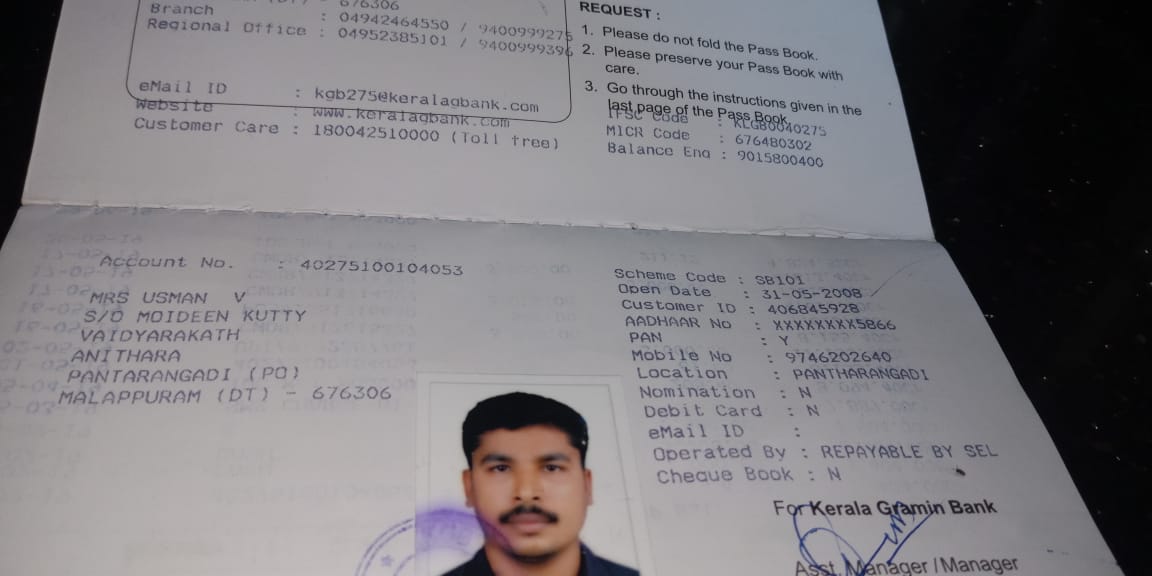 676306
Branch : 04942464550 / 9400999275
Regional Office : 04952385101 / 9400999396
eMail ID : kgb275@keralagbank.com
Website : www.keralagbank.com
Customer Care : 180042510000 (Toll free)
REQUEST :
1. Please do not fold the Pass Book.
2. Please preserve your Pass Book with
care.
3. Go through the instructions given in the
last page of the Pass Book.
IFSC Code : KLGB0040275
MICR Code : 676480302
Balance Enq : 9015800400
Account No. : 40275100104053
MRS USMAN V
S/O MOIDEEN KUTTY
VAIDYARAKATH
ANITHARA
PANTARANGADI (PO)
MALAPPURAM (DT) - 676306
Scheme Code : SB101
Open Date : 31-05-2008
Customer ID : 406845928
AADHAAR No : XXXXXXXX5866
PAN : Y
Mobile No : 9746202640
Location : PANTHARANGADI
Nomination : N
Debit Card : N
eMail ID :
Operated By : REPAYABLE BY SEL
Cheque Book : N
For Kerala Gramin Bank
Asst. Manager / Manager